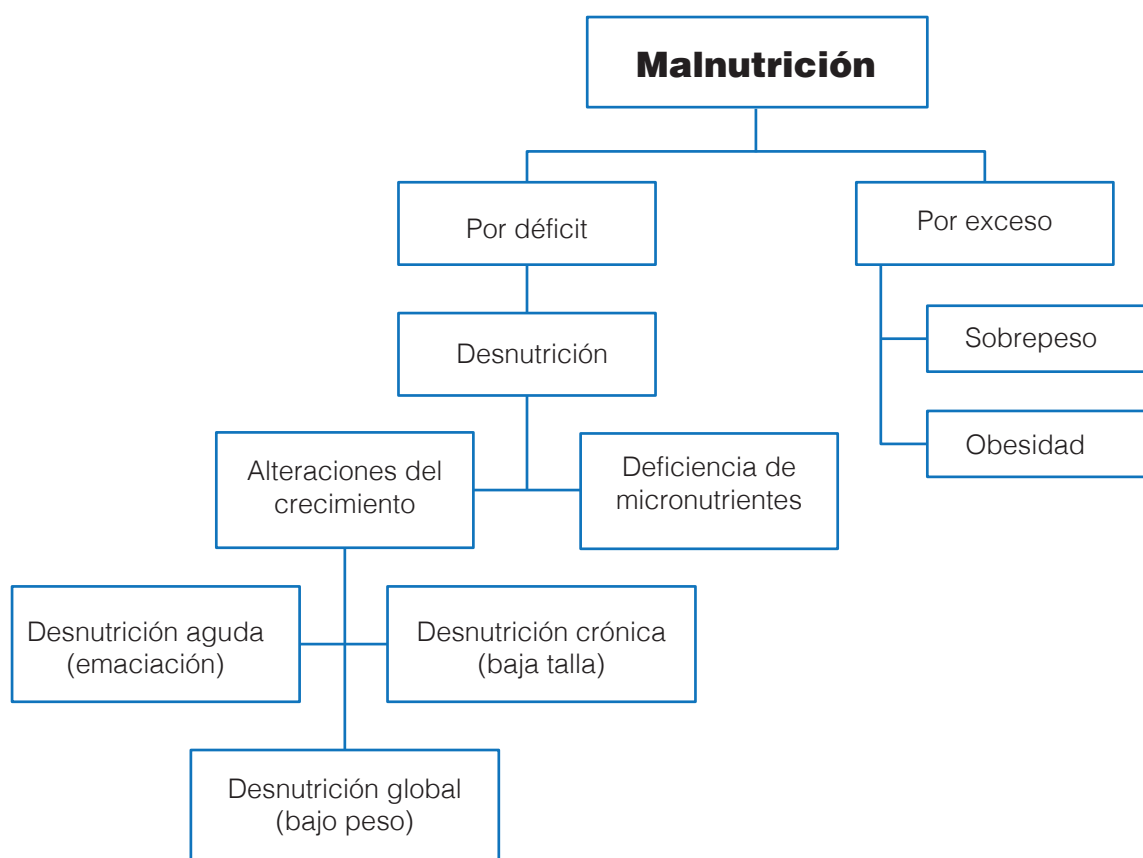 Malnutrición
Por déficit
Por exceso
Desnutrición
Sobrepeso
Obesidad
Alteraciones del
crecimiento
Deficiencia de
micronutrientes
Desnutrición aguda
(emaciación)
Desnutrición crónica
(baja talla)
Desnutrición global
(bajo peso)